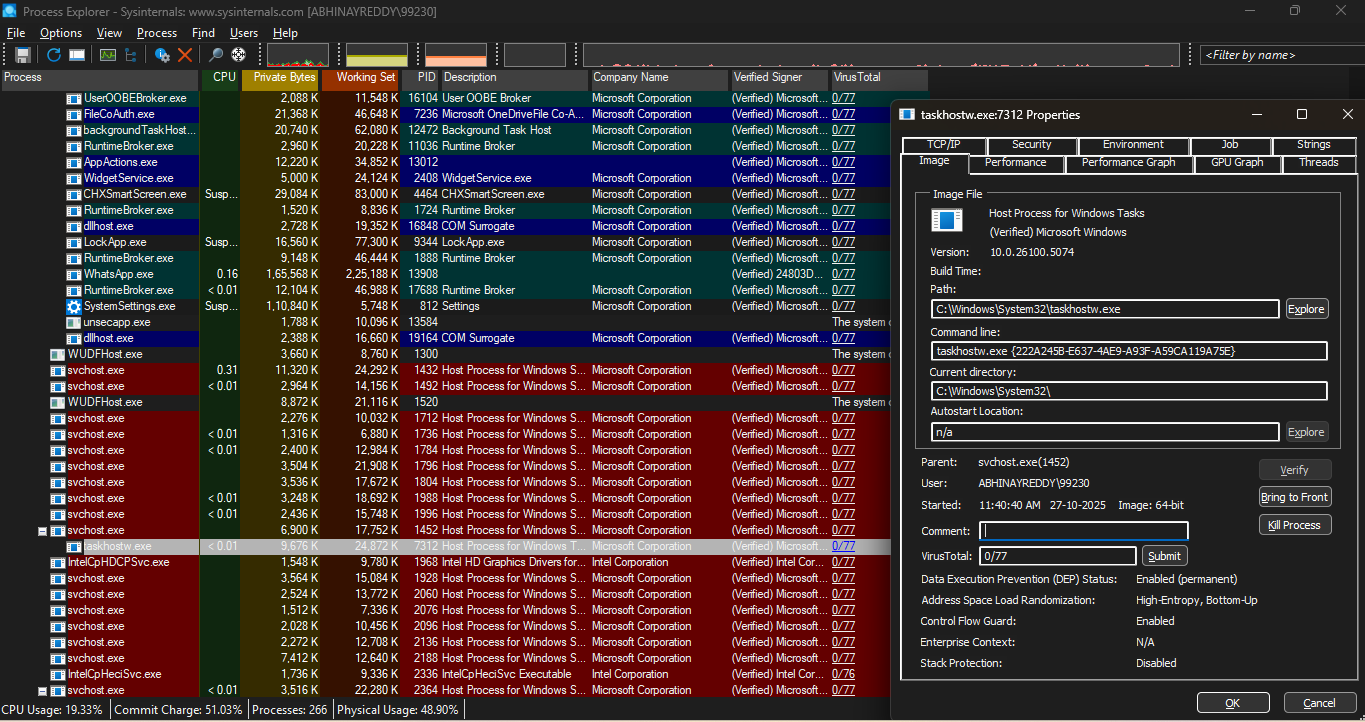 Process Explorer - Sysinternals: www.sysinternals.com [ABHINAYREDDY\99230]
File Options View Process Find Users Help
<Filter by name>
Process CPU Private Bytes Working Set PID Description Company Name Verified Signer VirusTotal
UserOOBEBroker.exe 2,088 K 11,548 K 16104 User OOBE Broker Microsoft Corporation (Verified) Microsoft... 0/77
FileCoAuth.exe 21,368 K 46,648 K 7236 Microsoft OneDriveFile Co-A... Microsoft Corporation (Verified) Microsoft... 0/77
backgroundTaskHost... 20,740 K 62,080 K 12472 Background Task Host Microsoft Corporation (Verified) Microsoft... 0/77
RuntimeBroker.exe 2,960 K 20,228 K 11036 Runtime Broker Microsoft Corporation (Verified) Microsoft... 0/77
AppActions.exe 12,220 K 34,852 K 13012 (Verified) Microsoft... 0/77
WidgetService.exe 5,000 K 24,124 K 2408 WidgetService.exe Microsoft Corporation (Verified) Microsoft... 0/77
CHXSmartScreen.exe Susp... 29,084 K 83,000 K 4464 CHXSmartScreen.exe Microsoft Corporation (Verified) Microsoft... 0/77
RuntimeBroker.exe 1,520 K 8,836 K 1724 Runtime Broker Microsoft Corporation (Verified) Microsoft... 0/77
dllhost.exe 2,728 K 19,352 K 16848 COM Surrogate Microsoft Corporation (Verified) Microsoft... 0/77
LockApp.exe Susp... 16,560 K 77,300 K 9344 LockApp.exe Microsoft Corporation (Verified) Microsoft... 0/77
RuntimeBroker.exe 9,148 K 46,444 K 1888 Runtime Broker Microsoft Corporation (Verified) Microsoft... 0/77
WhatsApp.exe 0.16 1,65,568 K 2,25,188 K 13908 (Verified) 24803D... 0/77
RuntimeBroker.exe < 0.01 12,104 K 46,988 K 17688 Runtime Broker Microsoft Corporation (Verified) Microsoft... 0/77
SystemSettings.exe Susp... 1,10,840 K 5,748 K 812 Settings Microsoft Corporation (Verified) Microsoft... 0/77
unsecapp.exe 1,788 K 10,096 K 13584 The system c
dllhost.exe 2,388 K 16,660 K 19164 COM Surrogate Microsoft Corporation (Verified) Microsoft... 0/77
WUDFHost.exe 3,660 K 8,760 K 1300 The system c
svchost.exe 0.31 11,320 K 24,292 K 1432 Host Process for Windows S... Microsoft Corporation (Verified) Microsoft... 0/77
svchost.exe < 0.01 2,964 K 14,156 K 1492 Host Process for Windows S... Microsoft Corporation (Verified) Microsoft... 0/77
WUDFHost.exe 8,872 K 21,116 K 1520 The system c
svchost.exe 2,276 K 10,032 K 1712 Host Process for Windows S... Microsoft Corporation (Verified) Microsoft... 0/77
svchost.exe < 0.01 1,316 K 6,880 K 1736 Host Process for Windows S... Microsoft Corporation (Verified) Microsoft... 0/77
svchost.exe < 0.01 2,400 K 12,984 K 1784 Host Process for Windows S... Microsoft Corporation (Verified) Microsoft... 0/77
svchost.exe 3,504 K 21,908 K 1796 Host Process for Windows S... Microsoft Corporation (Verified) Microsoft... 0/77
svchost.exe 3,536 K 17,672 K 1804 Host Process for Windows S... Microsoft Corporation (Verified) Microsoft... 0/77
svchost.exe < 0.01 3,248 K 18,692 K 1988 Host Process for Windows S... Microsoft Corporation (Verified) Microsoft... 0/77
svchost.exe < 0.01 2,436 K 15,748 K 1996 Host Process for Windows S... Microsoft Corporation (Verified) Microsoft... 0/77
svchost.exe 6,900 K 17,752 K 1452 Host Process for Windows S... Microsoft Corporation (Verified) Microsoft... 0/77
taskhostw.exe < 0.01 9,676 K 24,872 K 7312 Host Process for Windows T... Microsoft Corporation (Verified) Microsoft... 0/77
IntelCpHDCPSvc.exe 1,548 K 9,780 K 1968 Intel HD Graphics Drivers for... Intel Corporation (Verified) Intel Cor... 0/77
svchost.exe 3,564 K 15,084 K 1928 Host Process for Windows S... Microsoft Corporation (Verified) Microsoft... 0/77
svchost.exe 2,524 K 13,772 K 2060 Host Process for Windows S... Microsoft Corporation (Verified) Microsoft... 0/77
svchost.exe 1,512 K 7,336 K 2076 Host Process for Windows S... Microsoft Corporation (Verified) Microsoft... 0/77
svchost.exe 2,028 K 10,456 K 2096 Host Process for Windows S... Microsoft Corporation (Verified) Microsoft... 0/77
svchost.exe 2,272 K 12,708 K 2136 Host Process for Windows S... Microsoft Corporation (Verified) Microsoft... 0/77
svchost.exe 7,412 K 12,640 K 2188 Host Process for Windows S... Microsoft Corporation (Verified) Microsoft... 0/77
IntelCpHeciSvc.exe 1,736 K 9,336 K 2336 IntelCpHeciSvc Executable Intel Corporation (Verified) Intel Cor... 0/76
svchost.exe < 0.01 3,516 K 22,280 K 2364 Host Process for Windows S... Microsoft Corporation (Verified) Microsoft... 0/77
CPU Usage: 19.33% Commit Charge: 51.03% Processes: 266 Physical Usage: 48.90%
taskhostw.exe:7312 Properties
TCP/IP Security Environment Job Strings
Image Performance Performance Graph GPU Graph Threads
Image File
Host Process for Windows Tasks
(Verified) Microsoft Windows
Version: 10.0.26100.5074
Build Time:
Path:
C:\Windows\System32\taskhostw.exe Explore
Command line:
taskhostw.exe {222A245B-E637-4AE9-A93F-A59CA119A75E}
Current directory:
C:\Windows\System32\
Autostart Location:
n/a Explore
Parent: svchost.exe(1452) Verify
User: ABHINAYREDDY\99230
Bring to Front
Started: 11:40:40 AM 27-10-2025 Image: 64-bit
Comment: Kill Process
VirusTotal: 0/77 Submit
Data Execution Prevention (DEP) Status: Enabled (permanent)
Address Space Load Randomization: High-Entropy, Bottom-Up
Control Flow Guard: Enabled
Enterprise Context: N/A
Stack Protection: Disabled
OK Cancel